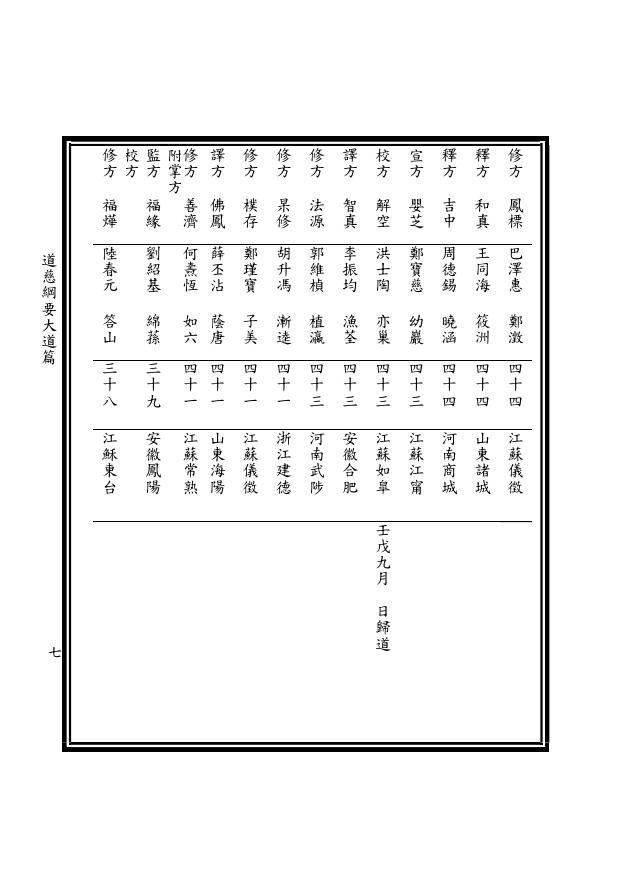 修方 鳳標 巴澤惠 鄭澂 四十四 江蘇儀徵
釋方 和真 王同海 筱洲 四十四 山東諸城
釋方 吉中 周德錫 曉涵 四十四 河南商城
宣方 嬰芝 鄭寶慈 幼巖 四十三 江蘇江甯
校方 解空 洪士陶 亦巢 四十三 江蘇如臯 壬戌九月 日歸道
譯方 智真 李振均 漁荃 四十三 安徽合肥
修方 法源 郭維楨 植瀛 四十三 河南武陟
修方 杲修 胡升馮 漸逵 四十一 浙江建德
修方 樸存 鄭瑾寶 子美 四十一 江蘇儀徵
譯方 佛鳳 薛丕沾 蔭唐 四十一 山東海陽
修方 善濟 何燾恆 如六 四十一 江蘇常熟
附掌方
監方 福緣 劉紹基 綿蓀 三十九 安徽鳳陽
校方
修方 福燁 陸春元 答山 三十八 江穌東台
道慈綱要大道篇
七